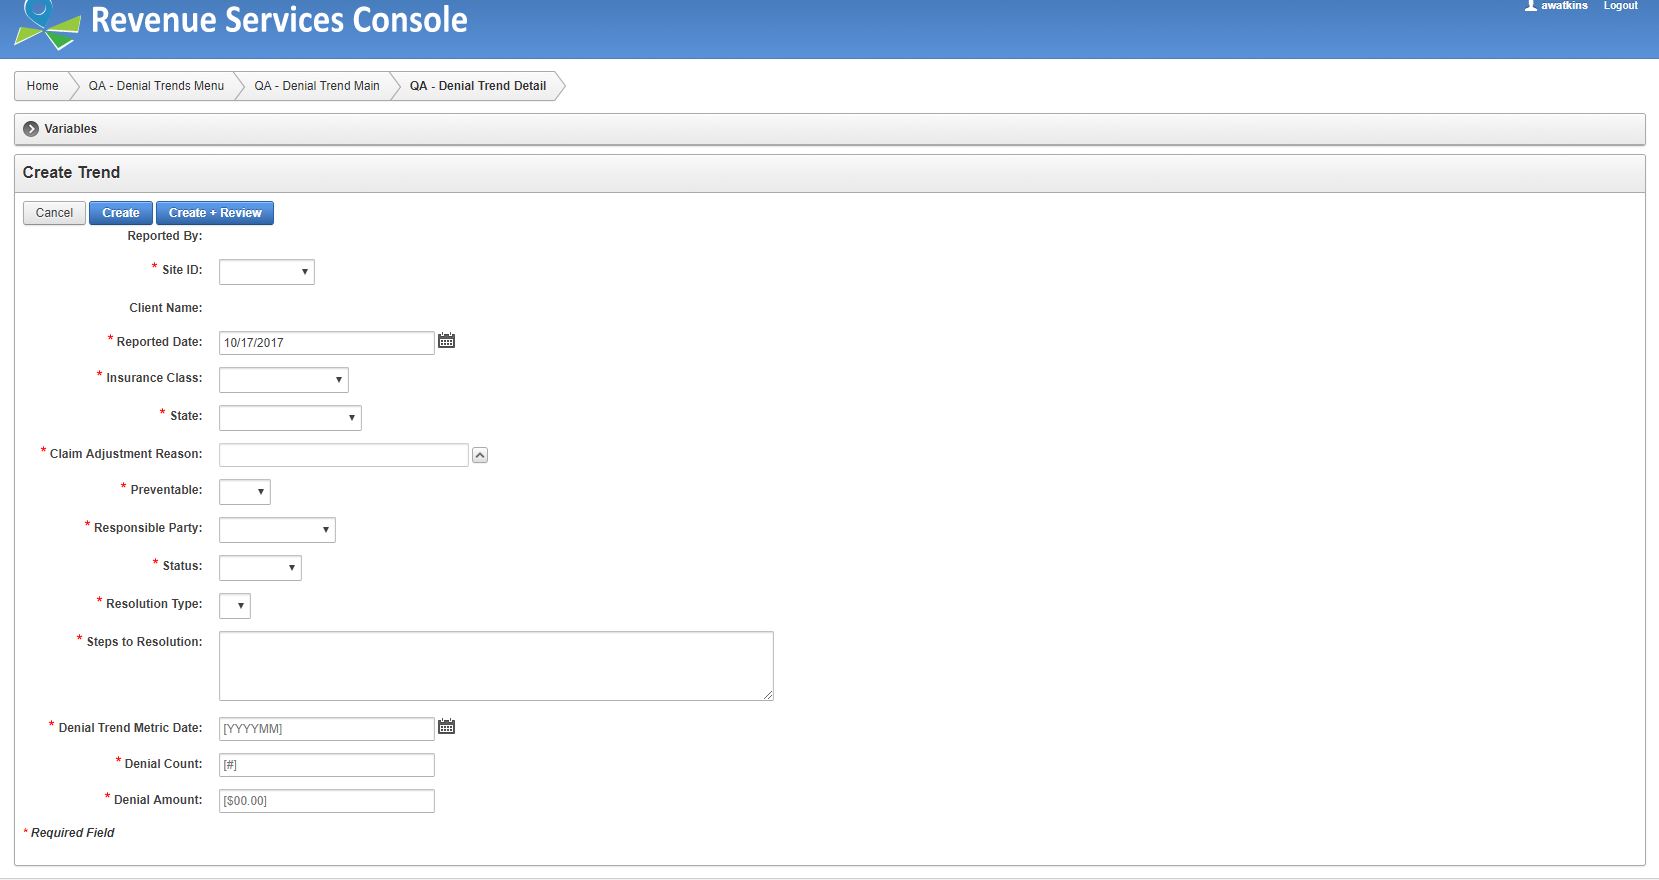 Revenue Services Console
awatkins Logout
Home QA - Denial Trends Menu QA - Denial Trend Main QA - Denial Trend Detail
Variables
Create Trend
Cancel Create Create + Review
Reported By:
* Site ID:
Client Name:
* Reported Date: 10/17/2017
* Insurance Class:
* State:
* Claim Adjustment Reason:
* Preventable:
* Responsible Party:
* Status:
* Resolution Type:
* Steps to Resolution:
* Denial Trend Metric Date: [YYYYMM]
* Denial Count: [#]
* Denial Amount: [$00.00]
* Required Field